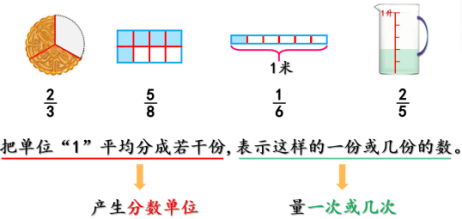 1升
1米
2/3 5/8 1/6 2/5
把单位“1”平均分成若干份,表示这样的一份或几份的数。
产生分数单位 量一次或几次